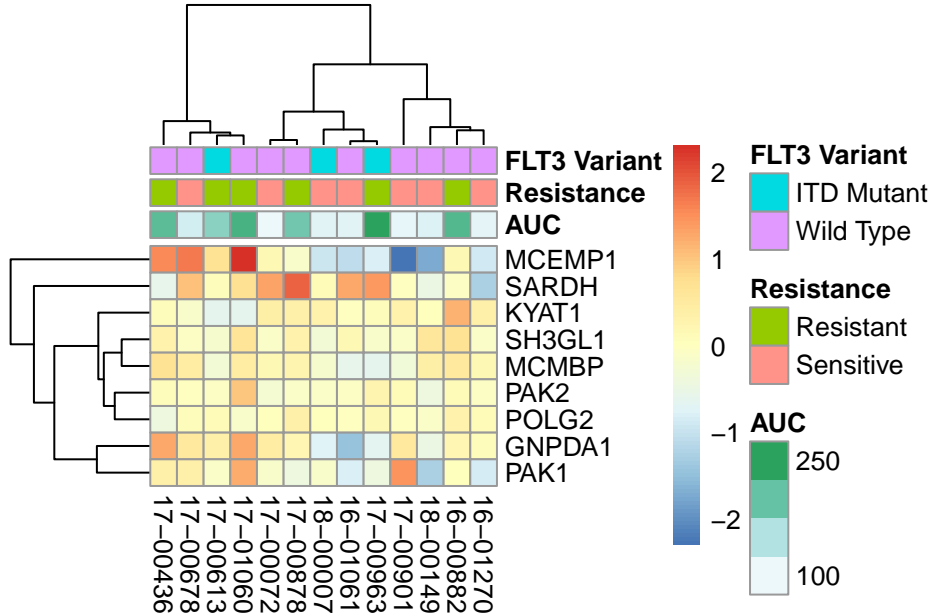 FLT3 Variant
Resistance
AUC
MCEMP1
SARDH
KYAT1
SH3GL1
MCMBP
PAK2
POLG2
GNPDA1
PAK1
17−00436
17−00678
17−00613
17−01060
17−00072
17−00878
18−00007
16−01061
17−00963
17−00901
18−00149
16−00882
16−01270
2
1
0
−1
−2
FLT3 Variant
ITD Mutant
Wild Type
Resistance
Resistant
Sensitive
AUC
250
100